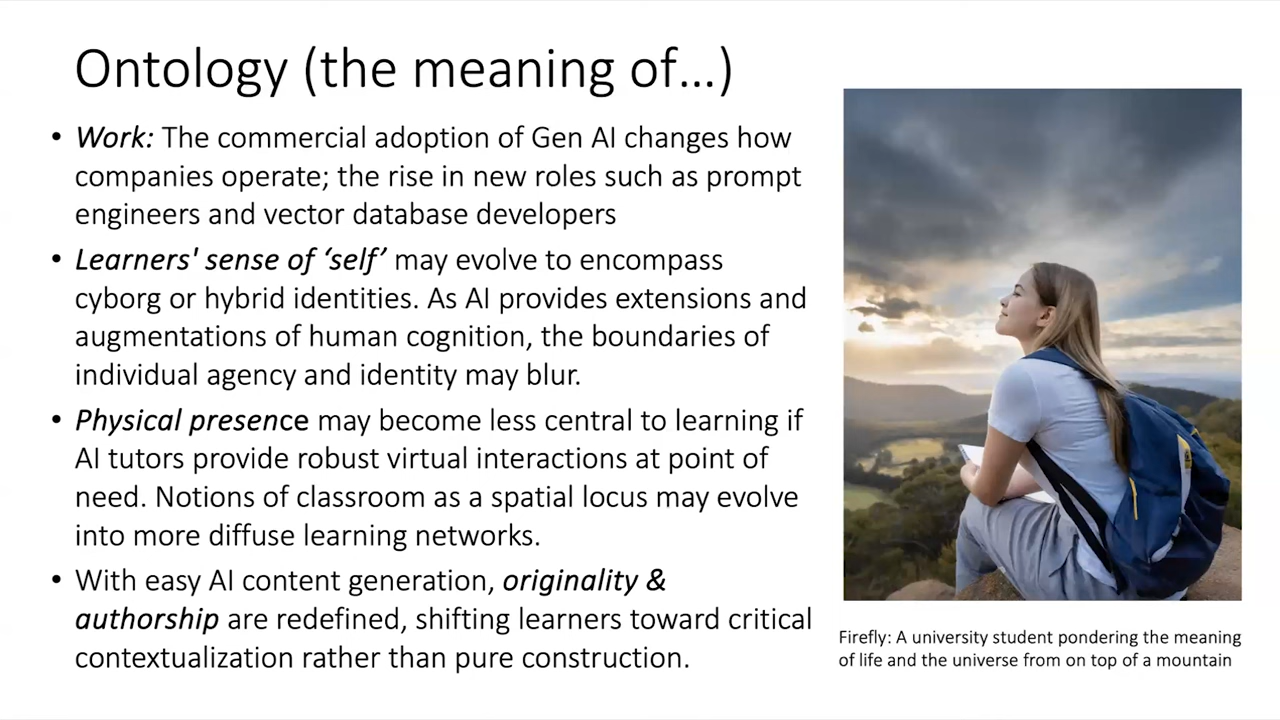 Ontology (the meaning of…)
• Work: The commercial adoption of Gen AI changes how
companies operate; the rise in new roles such as prompt
engineers and vector database developers
• Learners' sense of ‘self’ may evolve to encompass
cyborg or hybrid identities. As AI provides extensions and
augmentations of human cognition, the boundaries of
individual agency and identity may blur.
• Physical presence may become less central to learning if
AI tutors provide robust virtual interactions at point of
need. Notions of classroom as a spatial locus may evolve
into more diffuse learning networks.
• With easy AI content generation, originality &
authorship are redefined, shifting learners toward critical
contextualization rather than pure construction.
Firefly: A university student pondering the meaning
of life and the universe from on top of a mountain